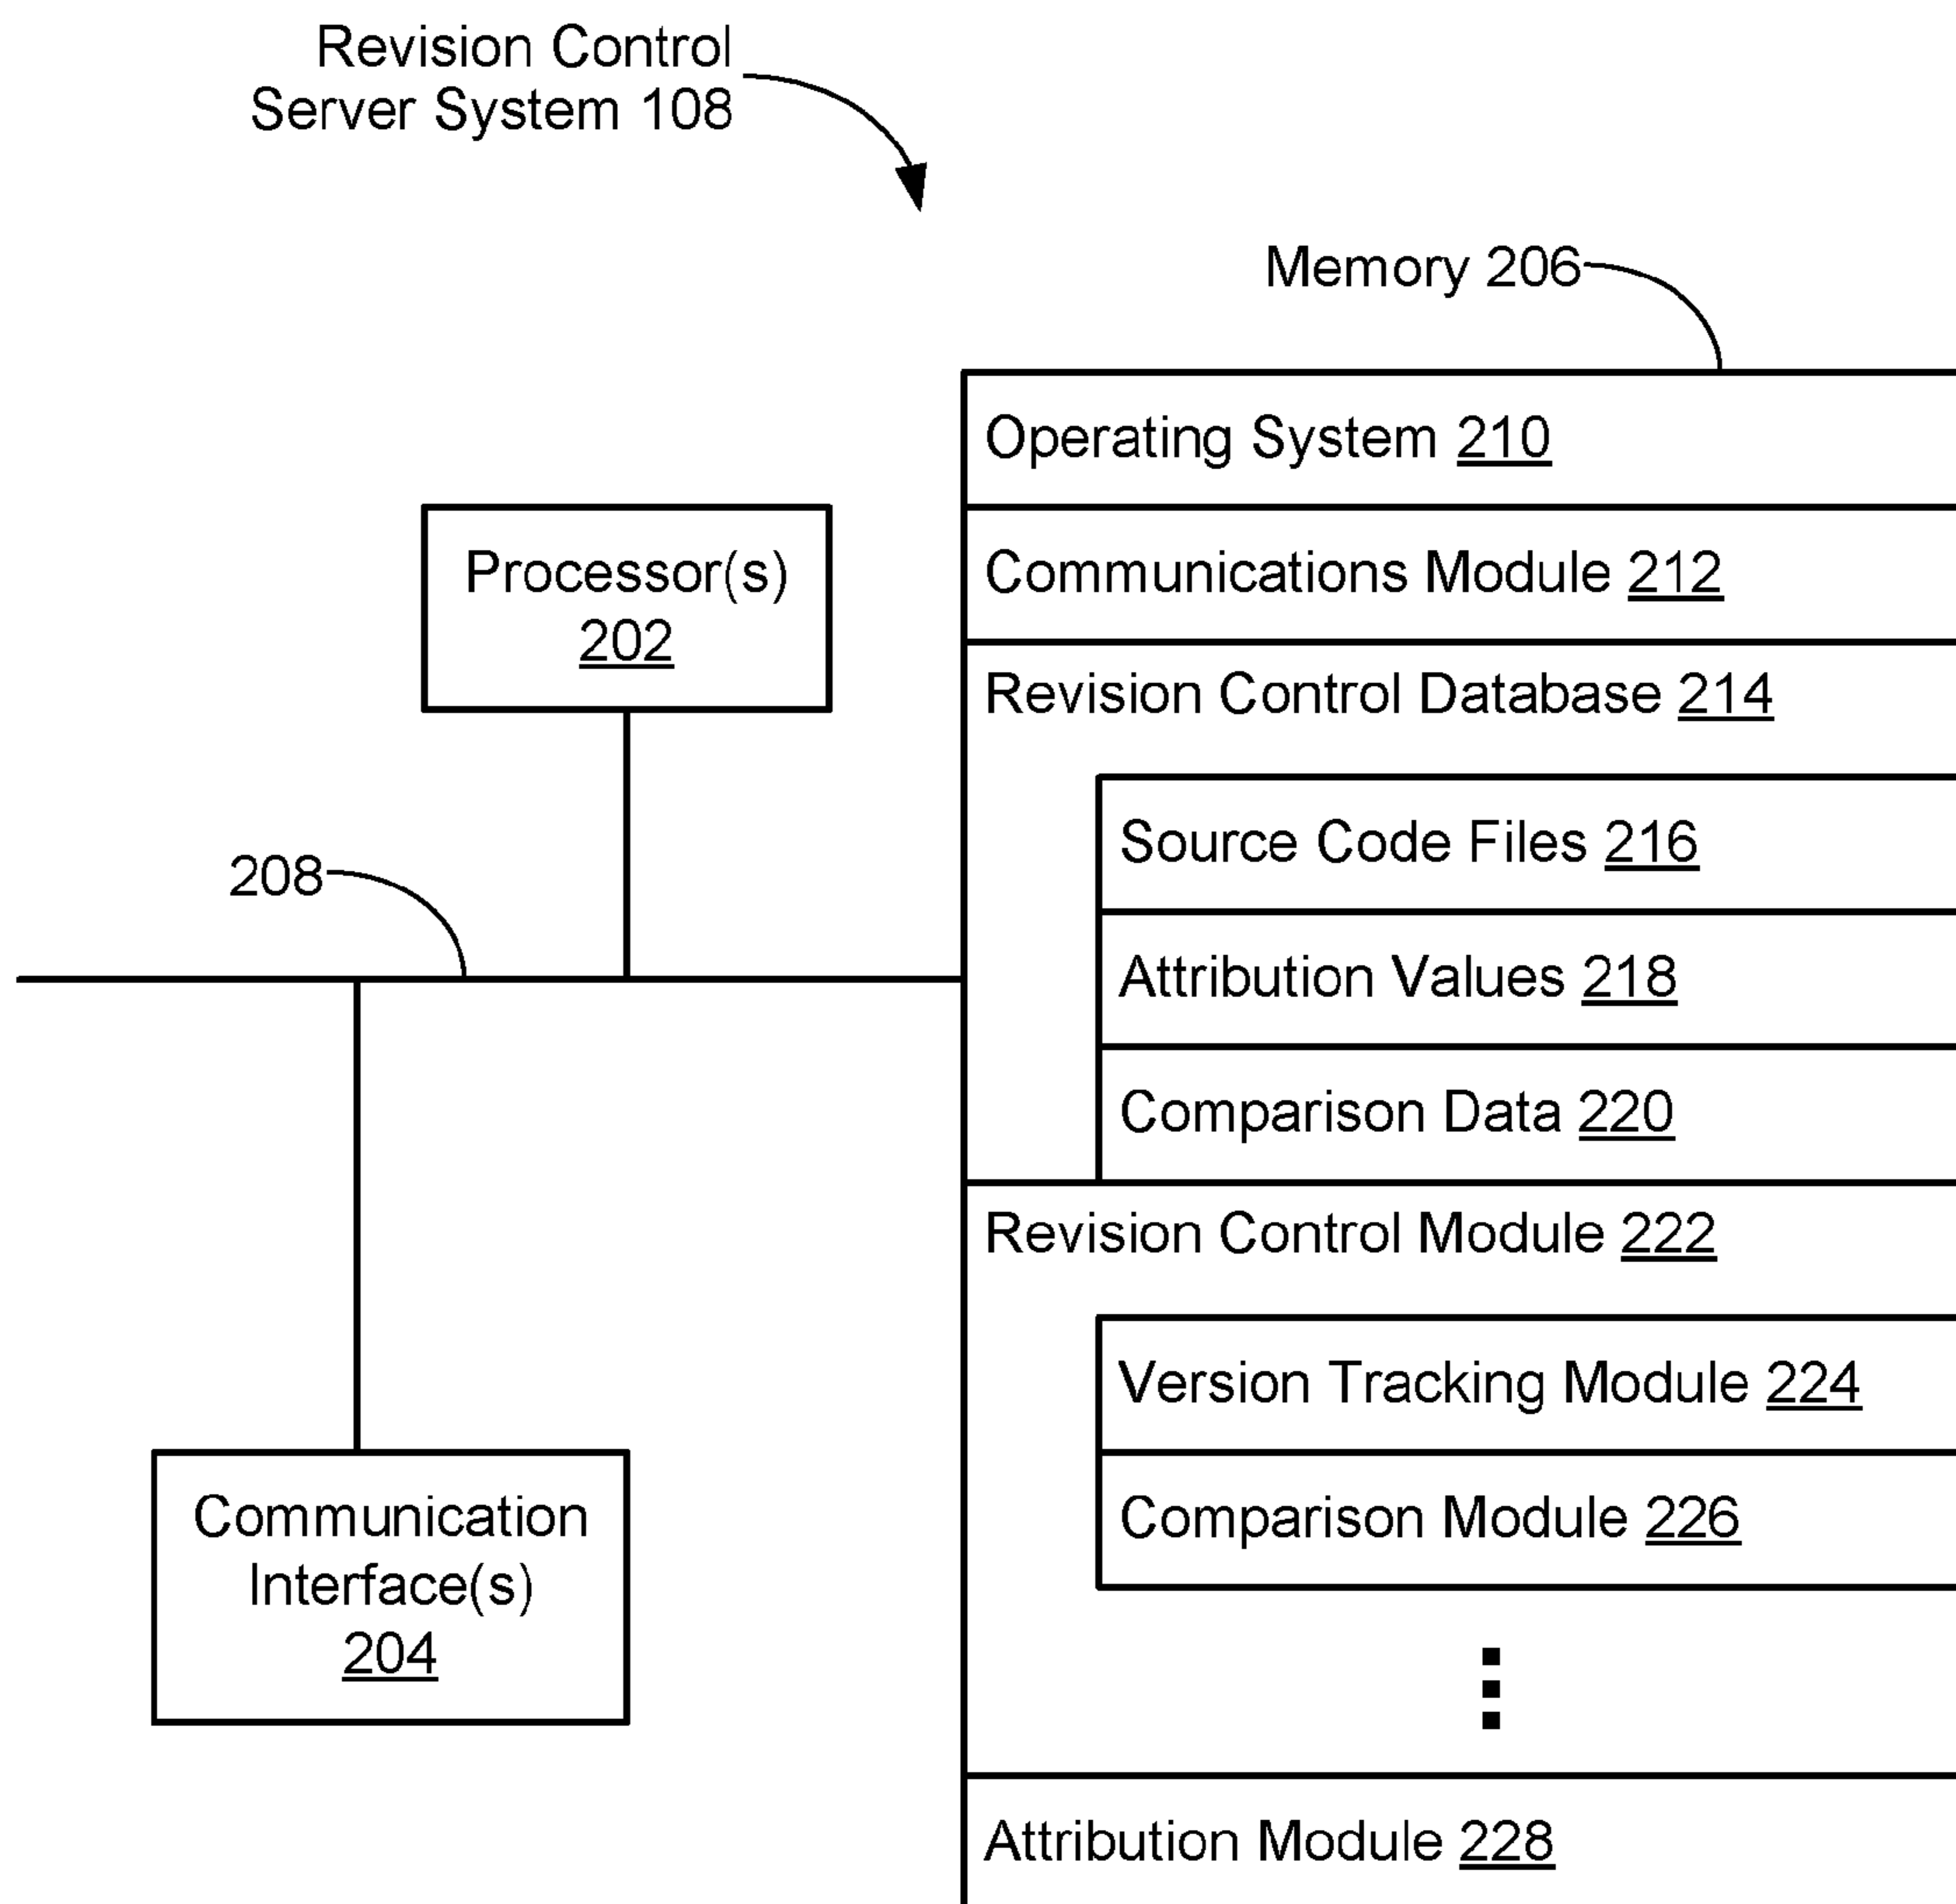 Revision Control
Server System 108
Memory 206
Operating System 210
Communications Module 212
Processor(s)
202
Revision Control Database 214
Source Code Files 216
208
Attribution Values 218
Comparison Data 220
Revision Control Module 222
Version Tracking Module 224
Comparison Module 226
Communication
Interface(s)
204
Attribution Module 228